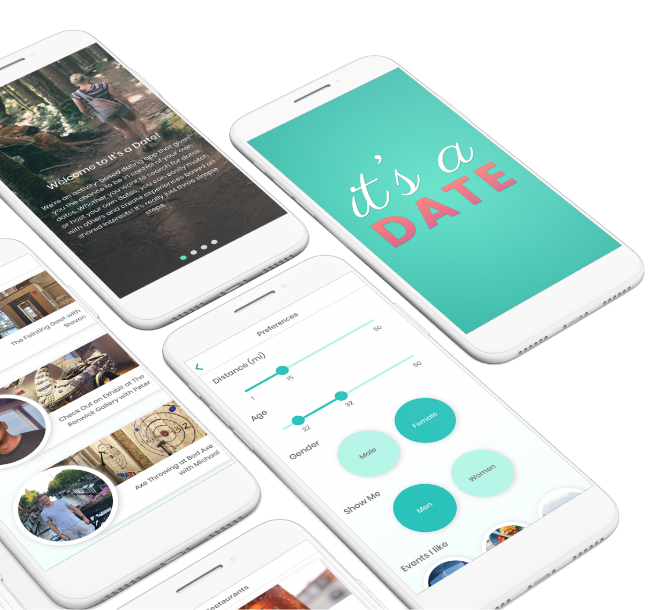 Welcome to It's a Date!
We're an activity-based dating app that gives
you the chance to be in control of your own
dates. Whether you want to search for dates,
or host your own dates, you can easily match
with others and create experiences based on
shared interests! It's really just three simple
steps.
it's a
DATE
The Fainting Goat with
Steven
Check Out an Exhibit at The
Renwick Gallery with Peter
Axe Throwing at Bad Axe
with Michael
Preferences
Distance (mi)
1
15
50
Age
22
32
50
Gender
Male
Female
Show Me
Men
Women
Events I like